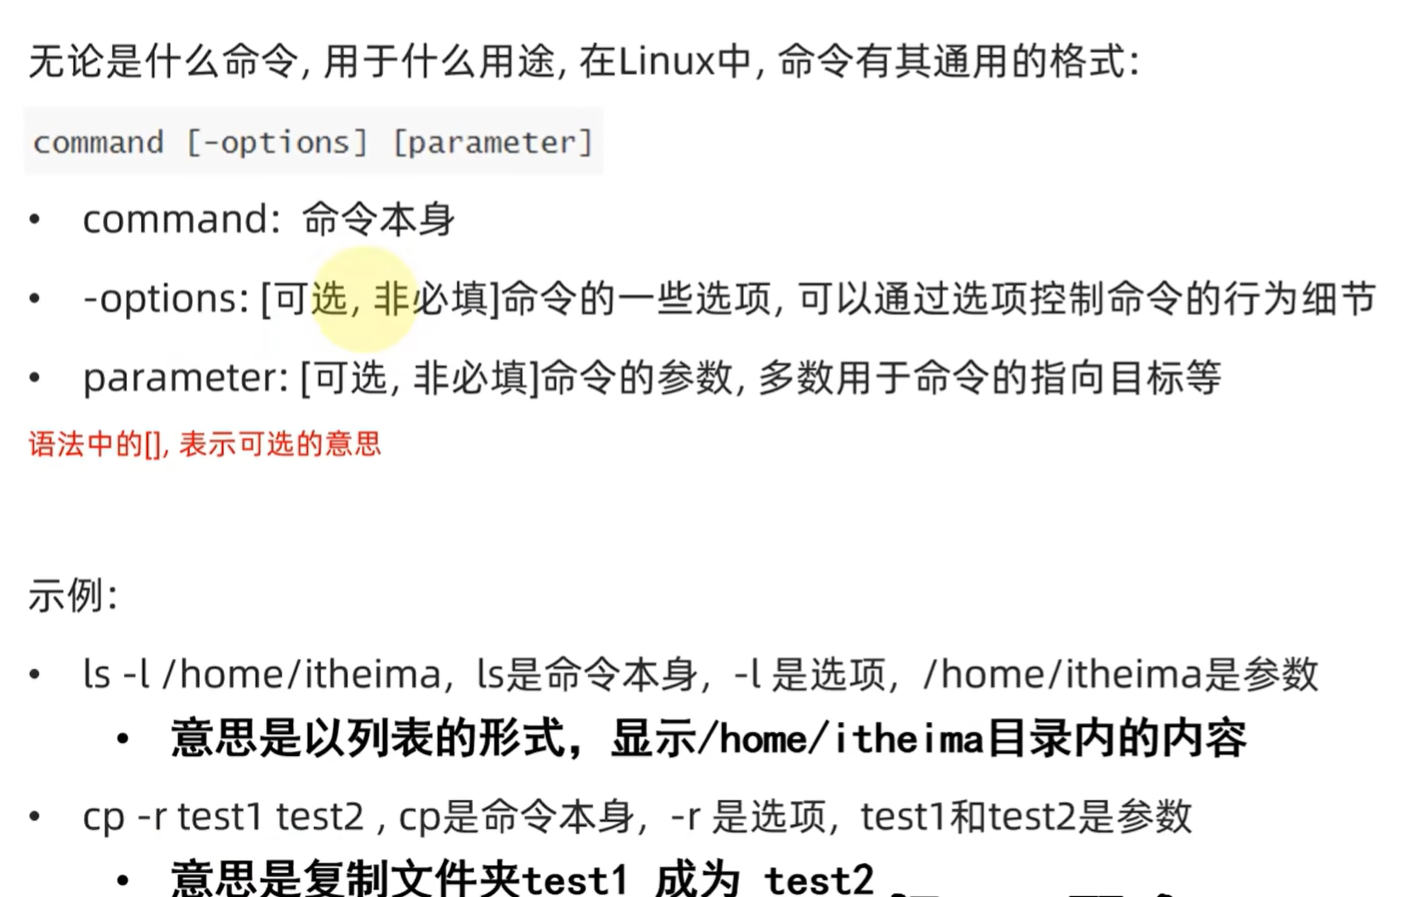 无论是什么命令, 用于什么用途, 在Linux中, 命令有其通用的格式:
command [-options] [parameter]
• command: 命令本身
• -options: [可选, 非必填]命令的一些选项, 可以通过选项控制命令的行为细节
• parameter: [可选, 非必填]命令的参数, 多数用于命令的指向目标等
语法中的[], 表示可选的意思
示例:
• ls -l /home/itheima, ls是命令本身, -l 是选项, /home/itheima是参数
• 意思是以列表的形式, 显示/home/itheima目录内的内容
• cp -r test1 test2 , cp是命令本身, -r 是选项, test1和test2是参数
• 意思是复制文件夹test1 成为 test2